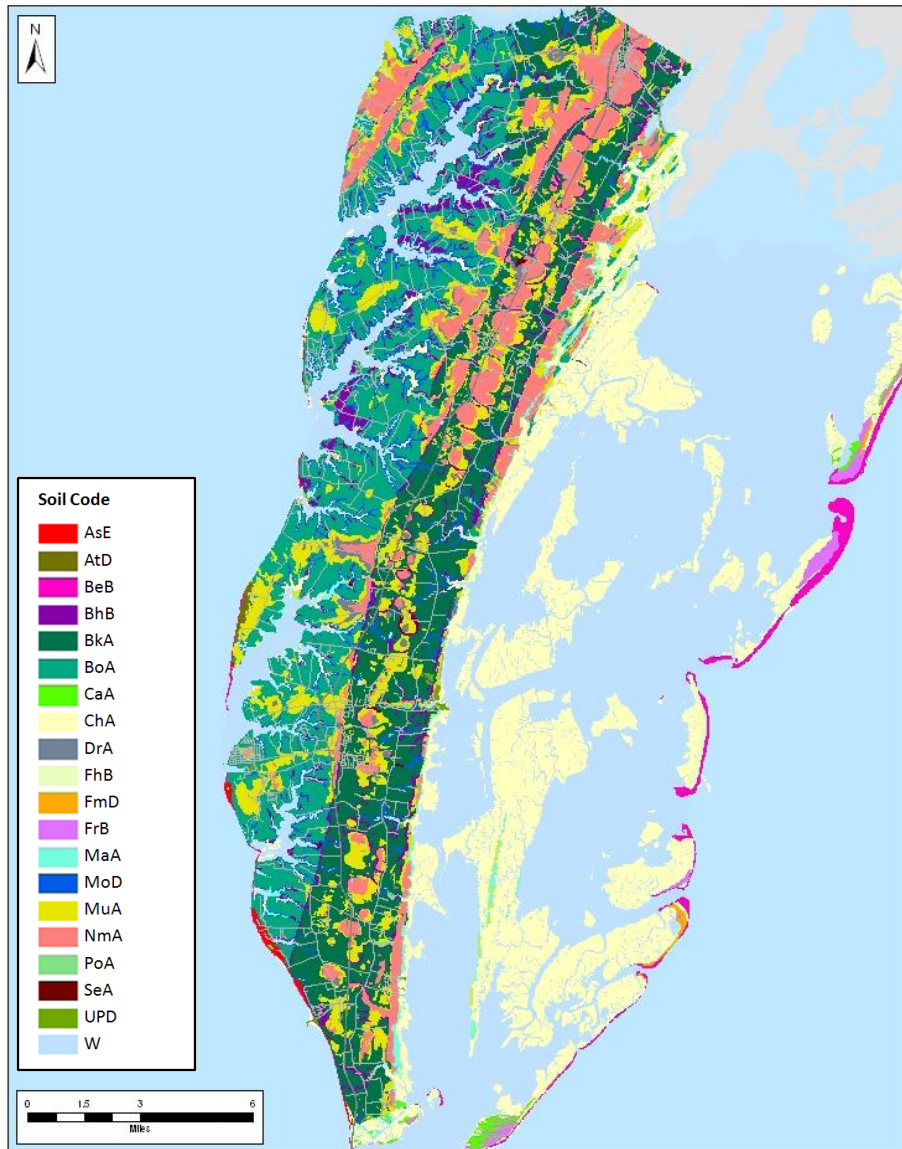 N
Soil Code
AsE
AtD
BeB
BhB
BkA
BoA
CaA
ChA
DrA
FhB
FmD
FrB
MaA
MoD
MuA
NmA
PoA
SeA
UPD
W
0 1.5 3 6
Miles